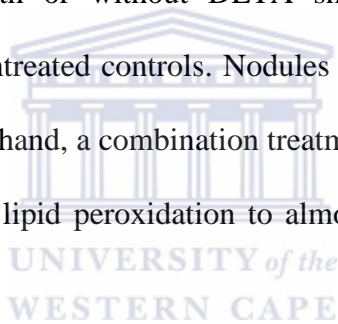 th or without DETA s
ntreated controls. Nodules
hand, a combination treatm
lipid peroxidation to almo
UNIVERSITY of the
WESTERN CAPE